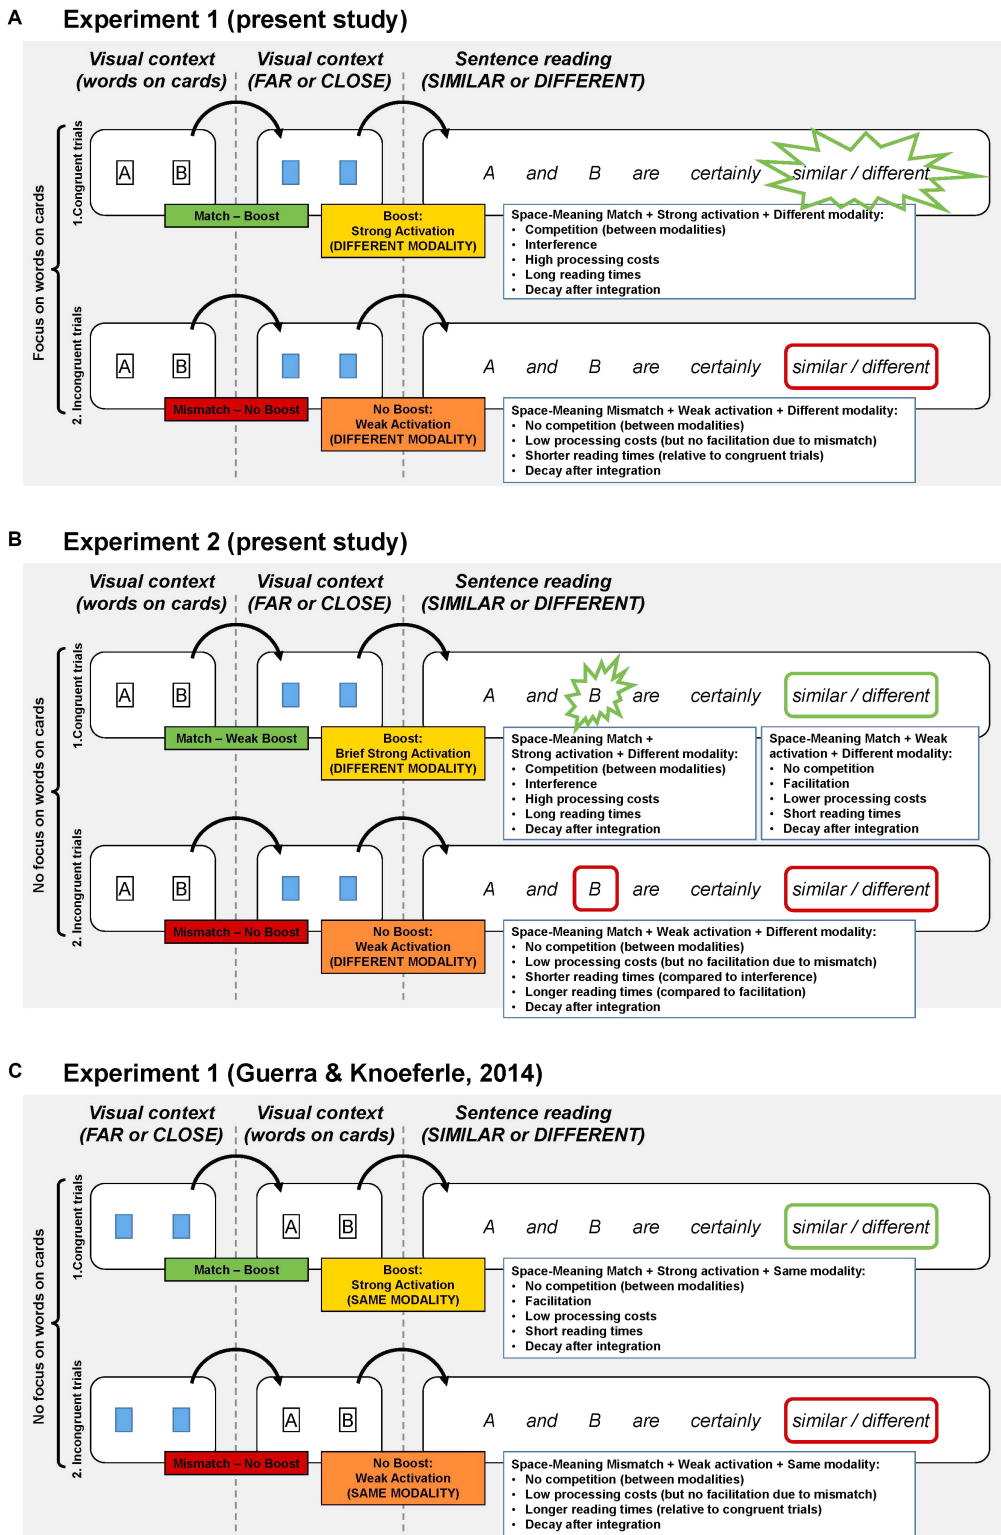 A Experiment 1 (present study)
Visual context
(words on cards)
Visual context
(FAR or CLOSE)
Sentence reading
(SIMILAR or DIFFERENT)
Focus on words on cards
1.Congruent trials
A B
A and B are certainly similar / different
Match – Boost
Boost:
Strong Activation
(DIFFERENT MODALITY)
Space-Meaning Match + Strong activation + Different modality:
• Competition (between modalities)
• Interference
• High processing costs
• Long reading times
• Decay after integration
2. Incongruent trials
A B
A and B are certainly similar / different
Mismatch – No Boost
No Boost:
Weak Activation
(DIFFERENT MODALITY)
Space-Meaning Mismatch + Weak activation + Different modality:
• No competition (between modalities)
• Low processing costs (but no facilitation due to mismatch)
• Shorter reading times (relative to congruent trials)
• Decay after integration
B Experiment 2 (present study)
Visual context
(words on cards)
Visual context
(FAR or CLOSE)
Sentence reading
(SIMILAR or DIFFERENT)
No focus on words on cards
1.Congruent trials
A B
A and B are certainly similar / different
Match – Weak Boost
Boost:
Brief Strong Activation
(DIFFERENT MODALITY)
Space-Meaning Match +
Strong activation + Different modality:
• Competition (between modalities)
• Interference
• High processing costs
• Long reading times
• Decay after integration
Space-Meaning Match + Weak
activation + Different modality:
• No competition
• Facilitation
• Lower processing costs
• Short reading times
• Decay after integration
2. Incongruent trials
A B
A and B are certainly similar / different
Mismatch – No Boost
No Boost:
Weak Activation
(DIFFERENT MODALITY)
Space-Meaning Match + Weak activation + Different modality:
• No competition (between modalities)
• Low processing costs (but no facilitation due to mismatch)
• Shorter reading times (compared to interference)
• Longer reading times (compared to facilitation)
• Decay after integration
C Experiment 1 (Guerra & Knoeferle, 2014)
Visual context
(FAR or CLOSE)
Visual context
(words on cards)
Sentence reading
(SIMILAR or DIFFERENT)
No focus on words on cards
1.Congruent trials
A B
A and B are certainly similar / different
Match – Boost
Boost:
Strong Activation
(SAME MODALITY)
Space-Meaning Match + Strong activation + Same modality:
• No competition (between modalities)
• Facilitation
• Low processing costs
• Short reading times
• Decay after integration
2. Incongruent trials
A B
A and B are certainly similar / different
Mismatch – No Boost
No Boost:
Weak Activation
(SAME MODALITY)
Space-Meaning Mismatch + Weak activation + Same modality:
• No competition (between modalities)
• Low processing costs (but no facilitation due to mismatch)
• Longer reading times (relative to congruent trials)
• Decay after integration